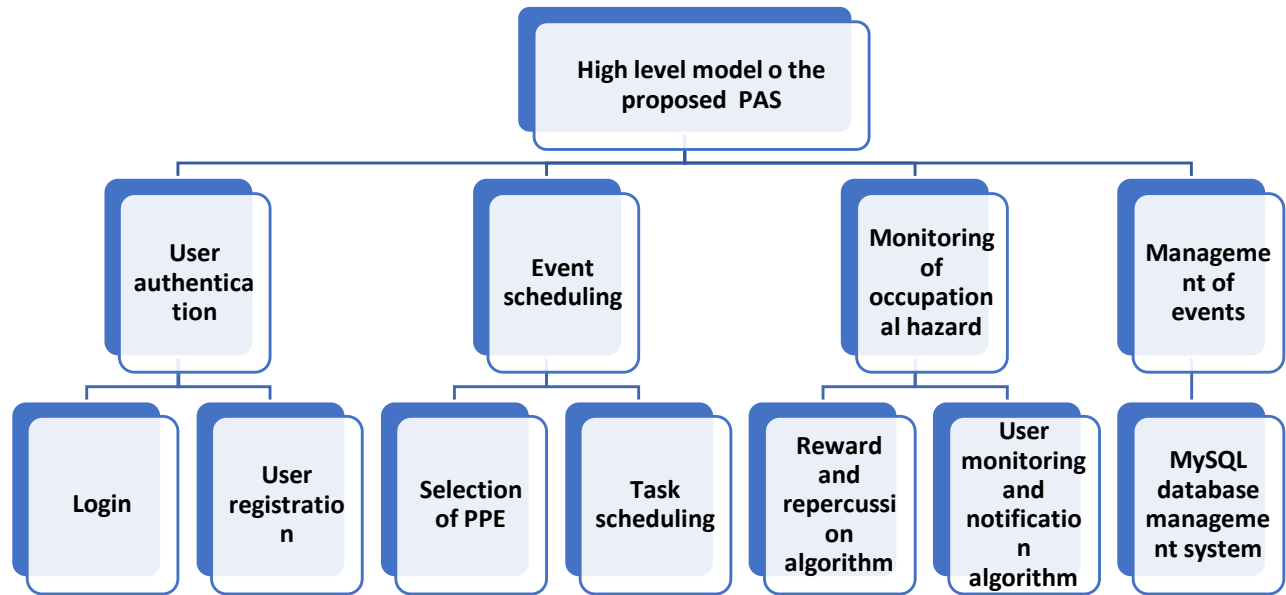 High level model o the
proposed PAS
User
authentica
tion
Event
scheduling
Monitoring
of
occupation
al hazard
Manageme
nt of
events
Login
User
registratio
n
Selection
of PPE
Task
scheduling
Reward
and
repercussi
on
algorithm
User
monitoring
and
notificatio
n
algorithm
MySQL
database
manageme
nt system